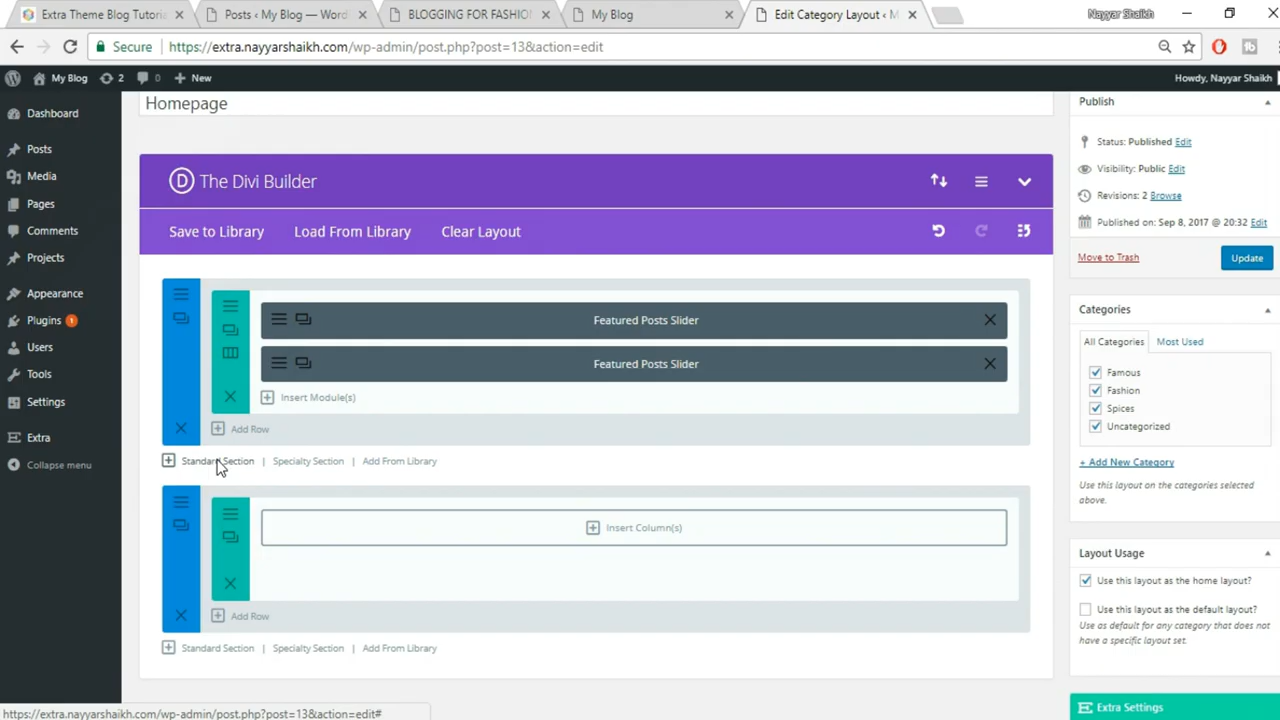 Extra Theme Blog Tutoria
Posts ‹ My Blog — Word
BLOGGING FOR FASHIO
My Blog
Edit Category Layout ‹ M
Nayyar Shaikh
Secure
https://extra.nayyarshaikh.com/wp-admin/post.php?post=13&action=edit
My Blog
2
0
New
Howdy, Nayyar Shaikh
Dashboard
Posts
Media
Pages
Comments
Projects
Appearance
Plugins 1
Users
Tools
Settings
Extra
Collapse menu
Homepage
D The Divi Builder
Save to Library
Load From Library
Clear Layout
Featured Posts Slider
Featured Posts Slider
Insert Module(s)
Add Row
Standard Section | Specialty Section | Add From Library
Insert Column(s)
Add Row
Standard Section | Specialty Section | Add From Library
Publish
Status: Published Edit
Visibility: Public Edit
Revisions: 2 Browse
Published on: Sep 8, 2017 @ 20:32 Edit
Move to Trash
Update
Categories
All Categories
Most Used
Famous
Fashion
Spices
Uncategorized
+ Add New Category
Use this layout on the categories selected
above.
Layout Usage
Use this layout as the home layout?
Use this layout as the default layout?
Use as default for any category that does not
have a specific layout set.
Extra Settings
https://extra.nayyarshaikh.com/wp-admin/post.php?post=13&action=edit#